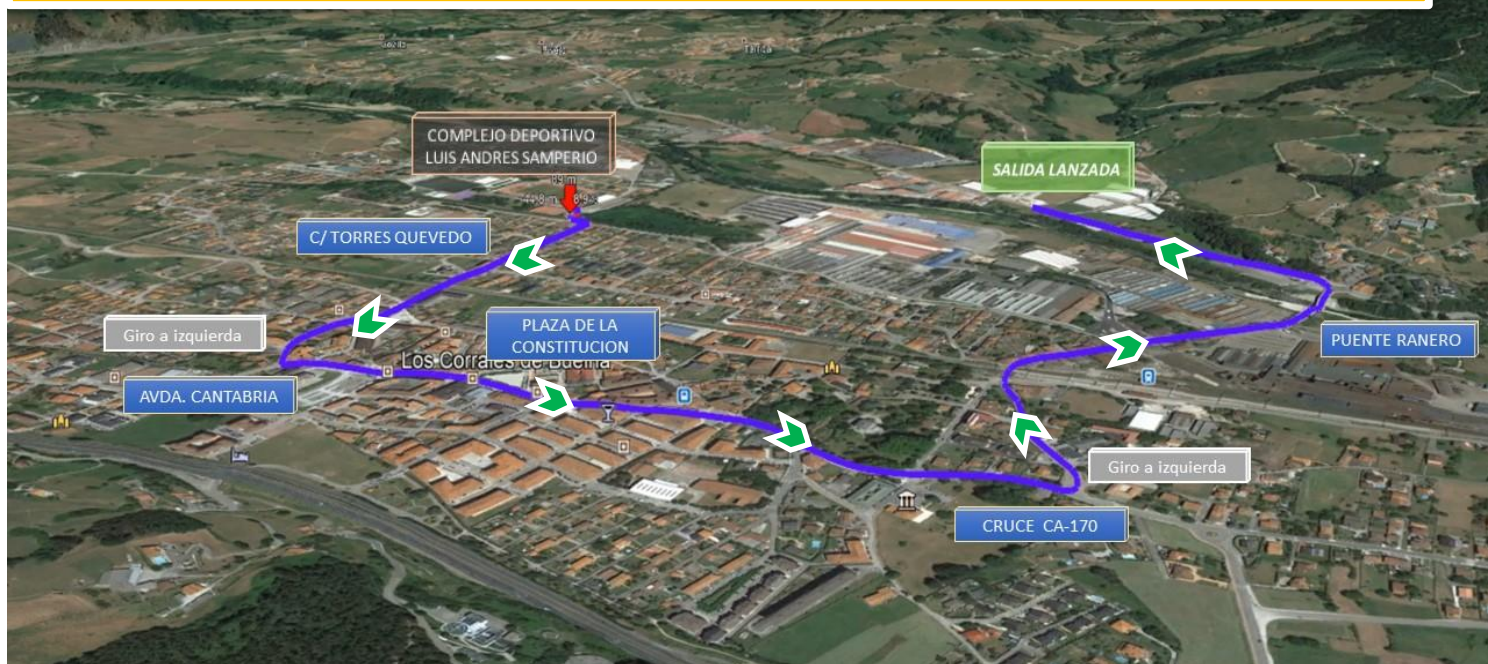 COMPLEJO DEPORTIVO
LUIS ANDRES SAMPERIO
89 m
SALIDA LANZADA
C/ TORRES QUEVEDO
Giro a izquierda
PLAZA DE LA
CONSTITUCION
Los Corrales de Buelna
PUENTE RANERO
AVDA. CANTABRIA
Giro a izquierda
CRUCE CA-170